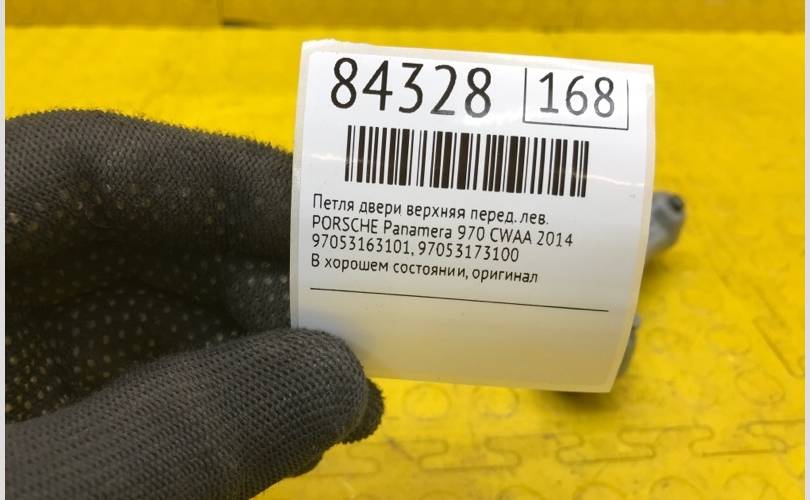 84328 168
Петля двери верхняя перед. лев.
PORSCHE Panamera 970 CWAA 2014
97053163101, 97053173100
В хорошем состоянии, оригинал